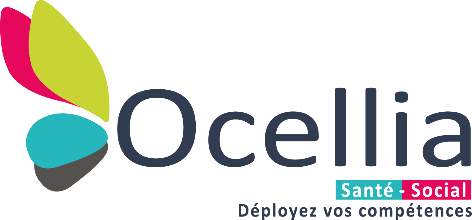 Ocellia
Santé - Social
Déployez vos compétences